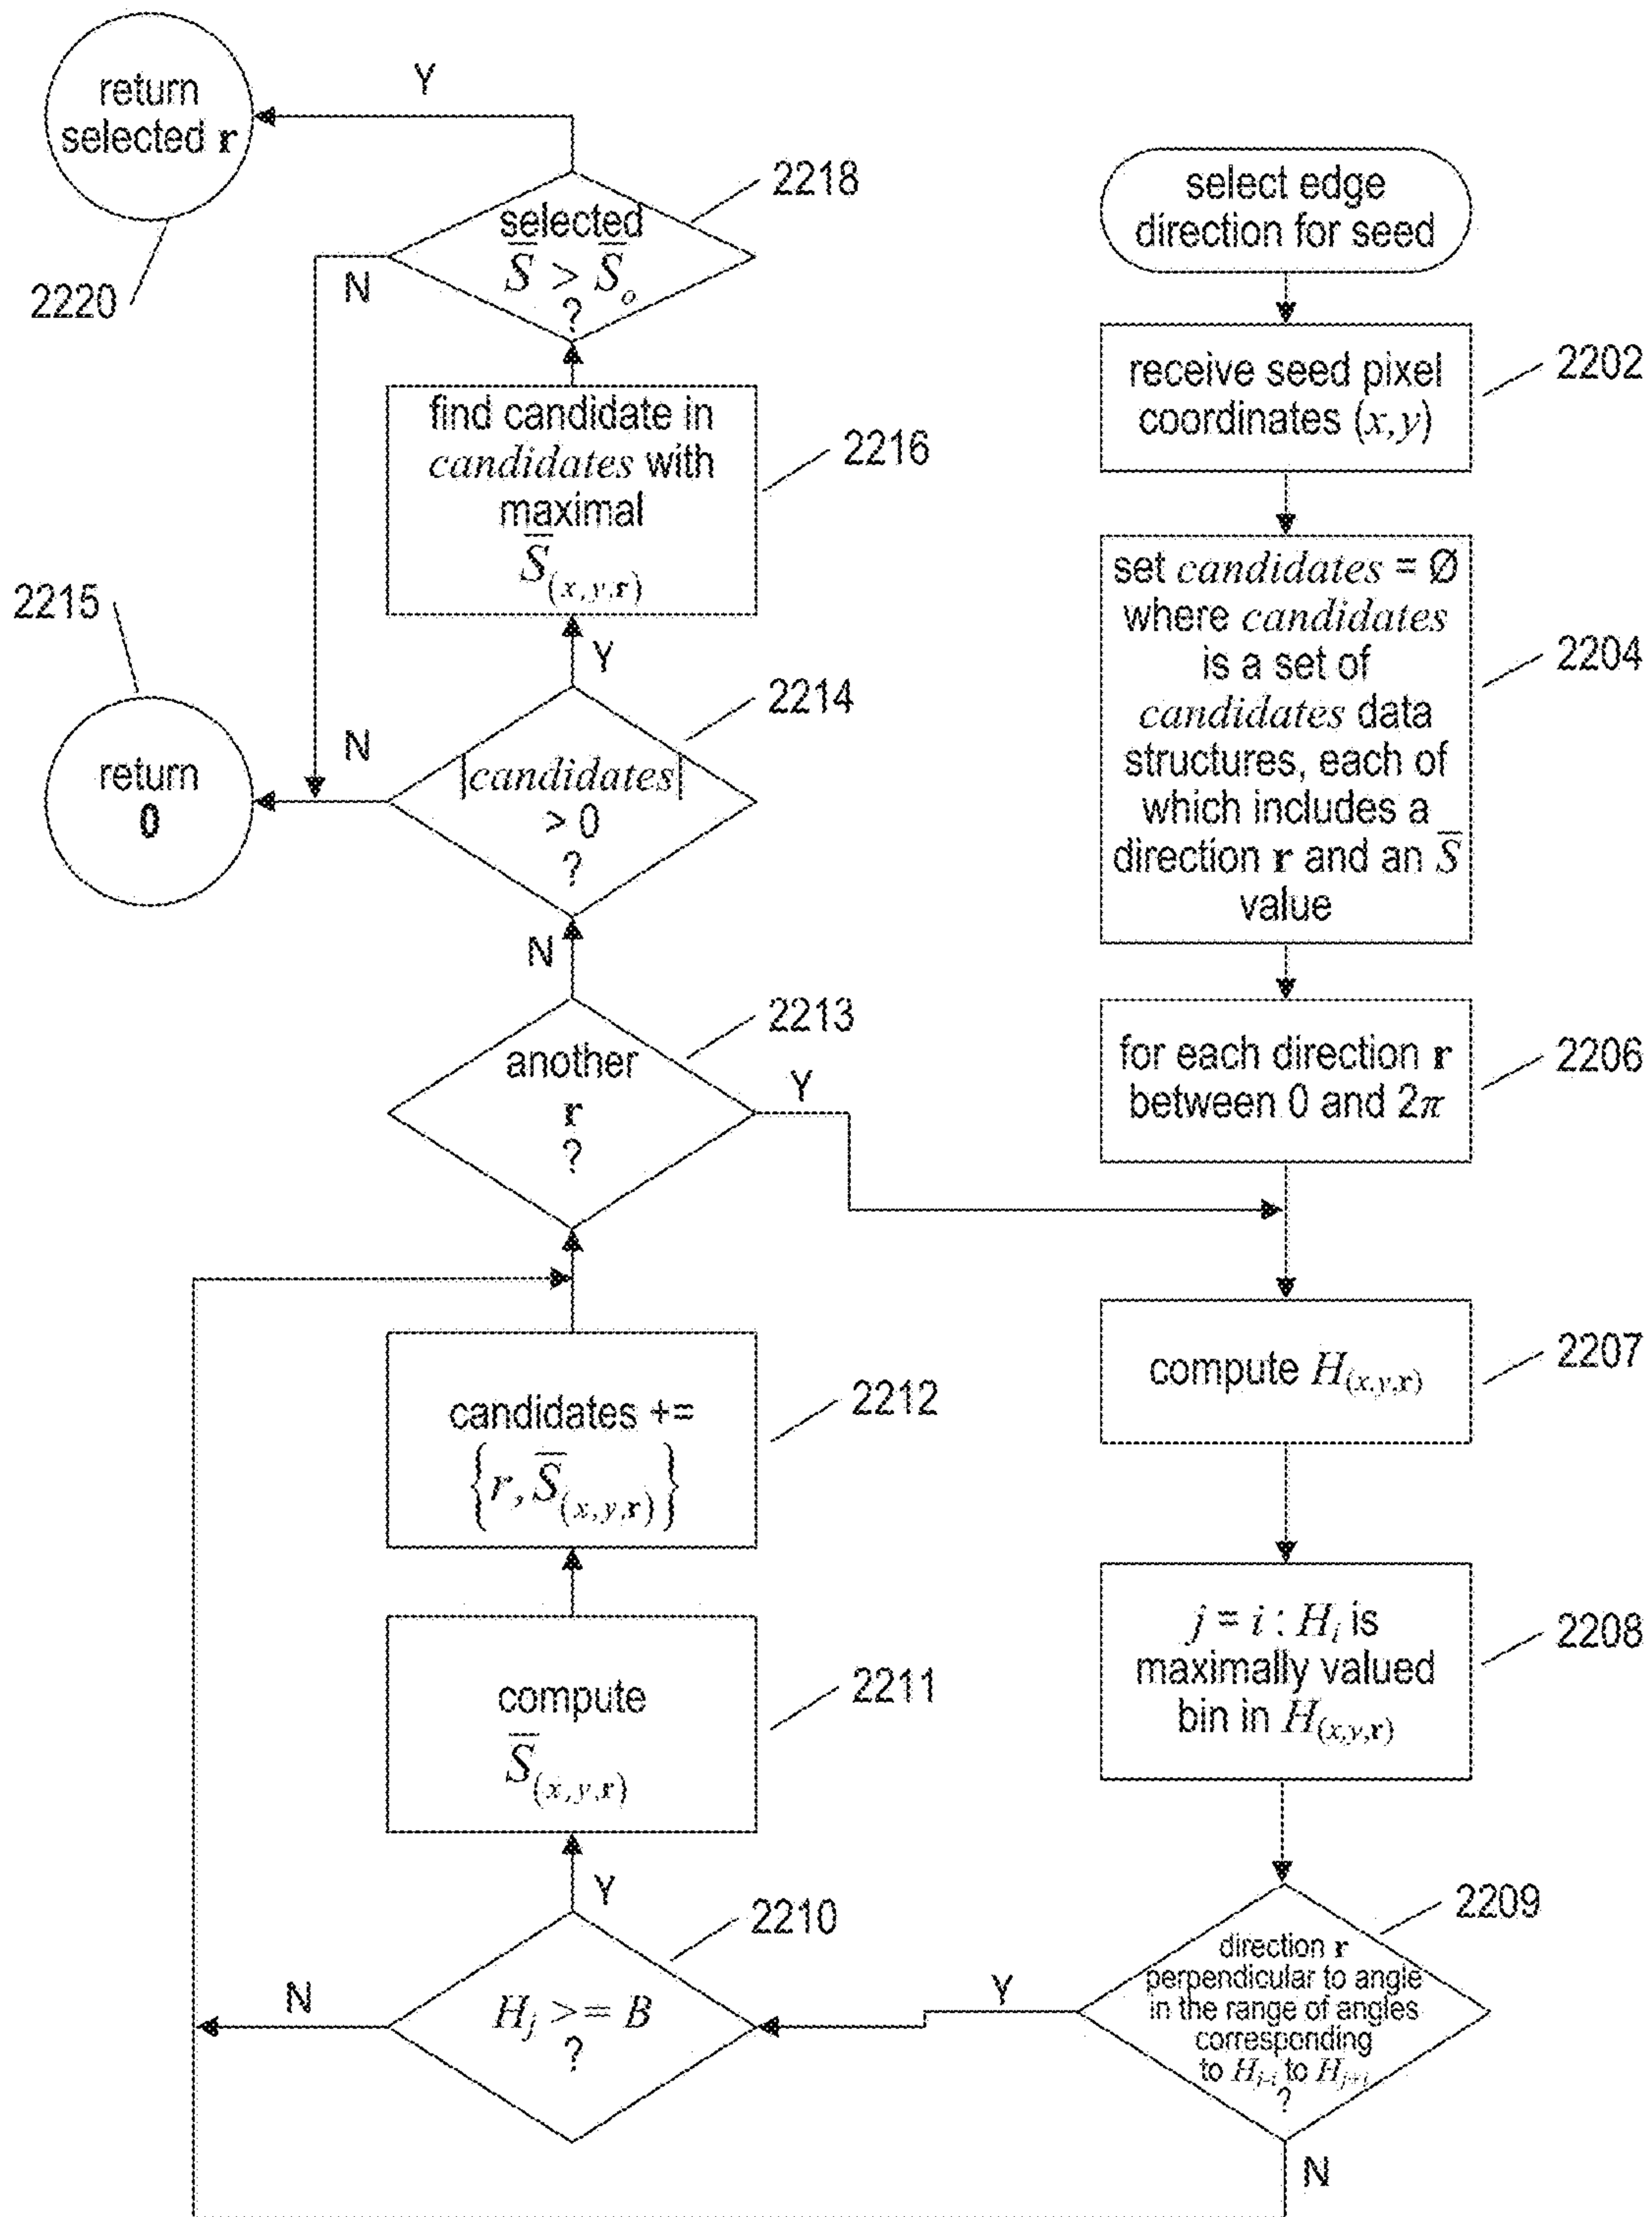 select edge
direction for seed
receive seed pixel
coordinates (x,y)
2202
set candidates = Ø
where candidates
is a set of
candidates data
structures, each of
which includes a
direction r and an S̅
value
2204
for each direction r
between 0 and 2π
2206
compute H(x,y,r)
2207
j = i : Hi is
maximally valued
bin in H(x,y,r)
2208
direction r
perpendicular to angle
in the range of angles
corresponding
to Hj-i to Hj+i
?
2209
Y
N
Hj >= B
?
2210
Y
N
compute
S̅(x,y,r)
2211
candidates +=
{r, S̅(x,y,r)}
2212
another
r
?
2213
Y
N
|candidates|
> 0
?
2214
Y
N
return
0
2215
find candidate in
candidates with
maximal
S̅(x,y,r)
2216
selected
S̅ > S̅o
?
2218
Y
N
return
selected r
2220